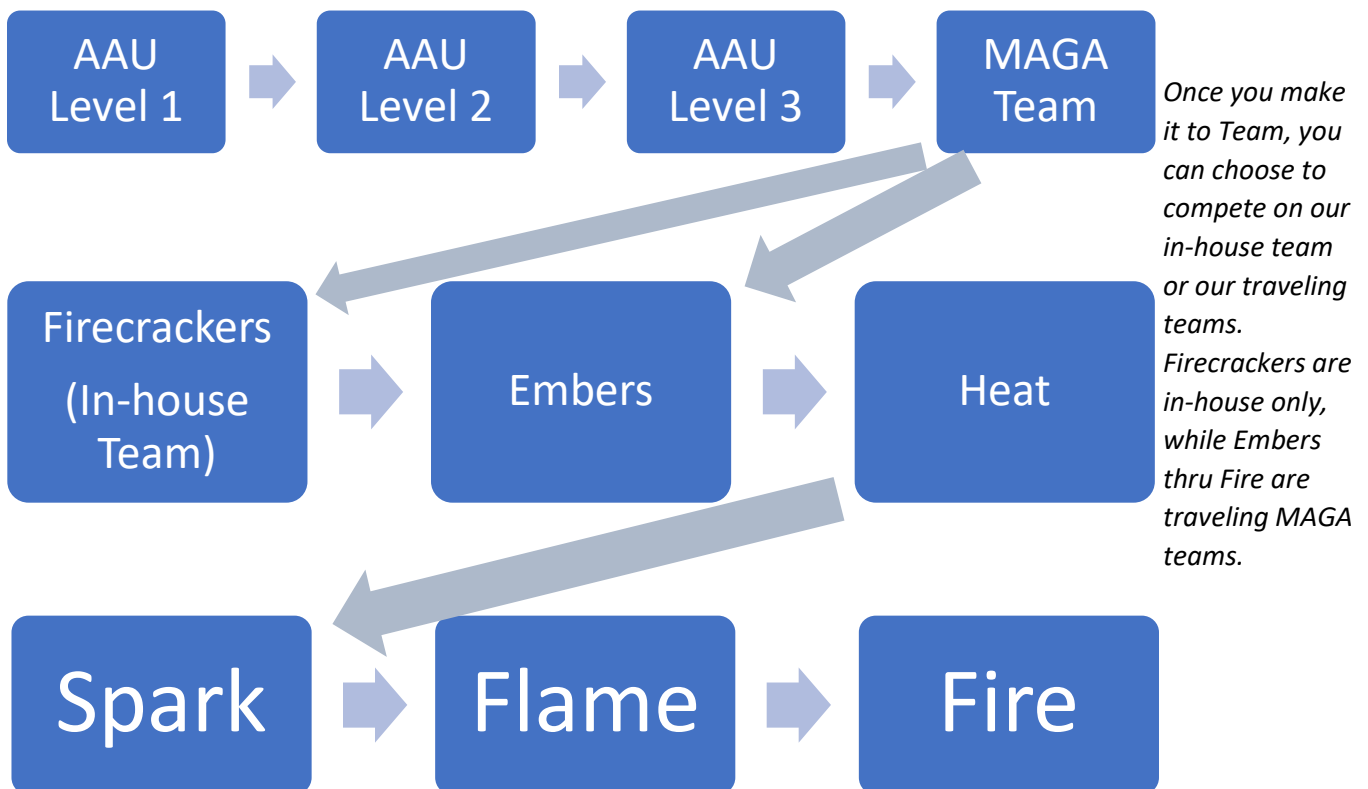 AAU
Level 1
AAU
Level 2
AAU
Level 3
MAGA
Team
Once you make
it to Team, you
can choose to
compete on our
in-house team
or our traveling
teams.
Firecrackers are
in-house only,
while Embers
thru Fire are
traveling MAGA
teams.
Firecrackers
(In-house
Team)
Embers
Heat
Spark
Flame
Fire